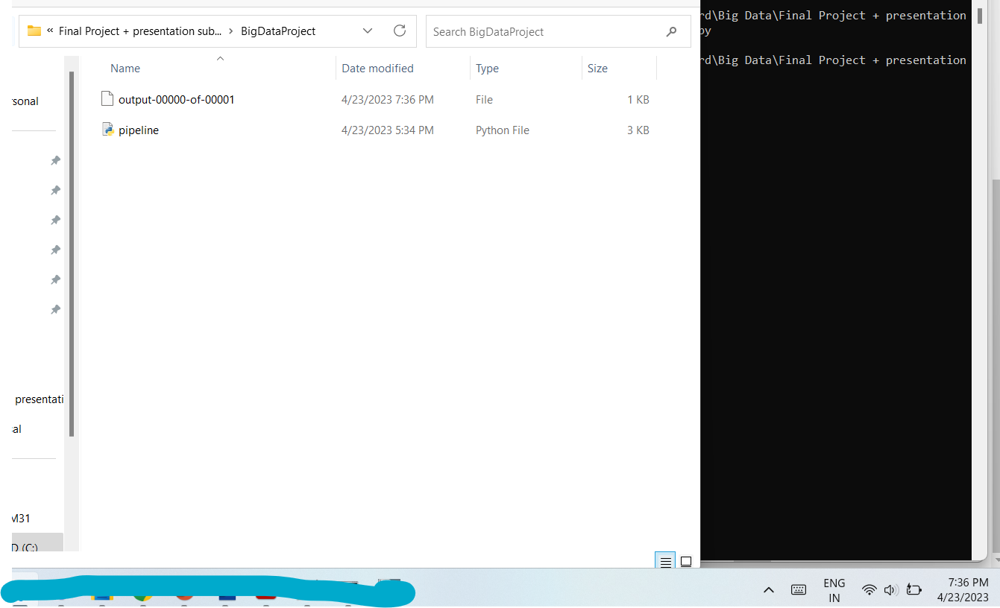 « Final Project + presentation sub... › BigDataProject
Search BigDataProject
Name Date modified Type Size
output-00000-of-00001 4/23/2023 7:36 PM File 1 KB
pipeline 4/23/2023 5:34 PM Python File 3 KB
rsonal
presentati
al
M31
D (C:)
rd\Big Data\Final Project + presentation
py
rd\Big Data\Final Project + presentation
ENG
IN
7:36 PM
4/23/2023